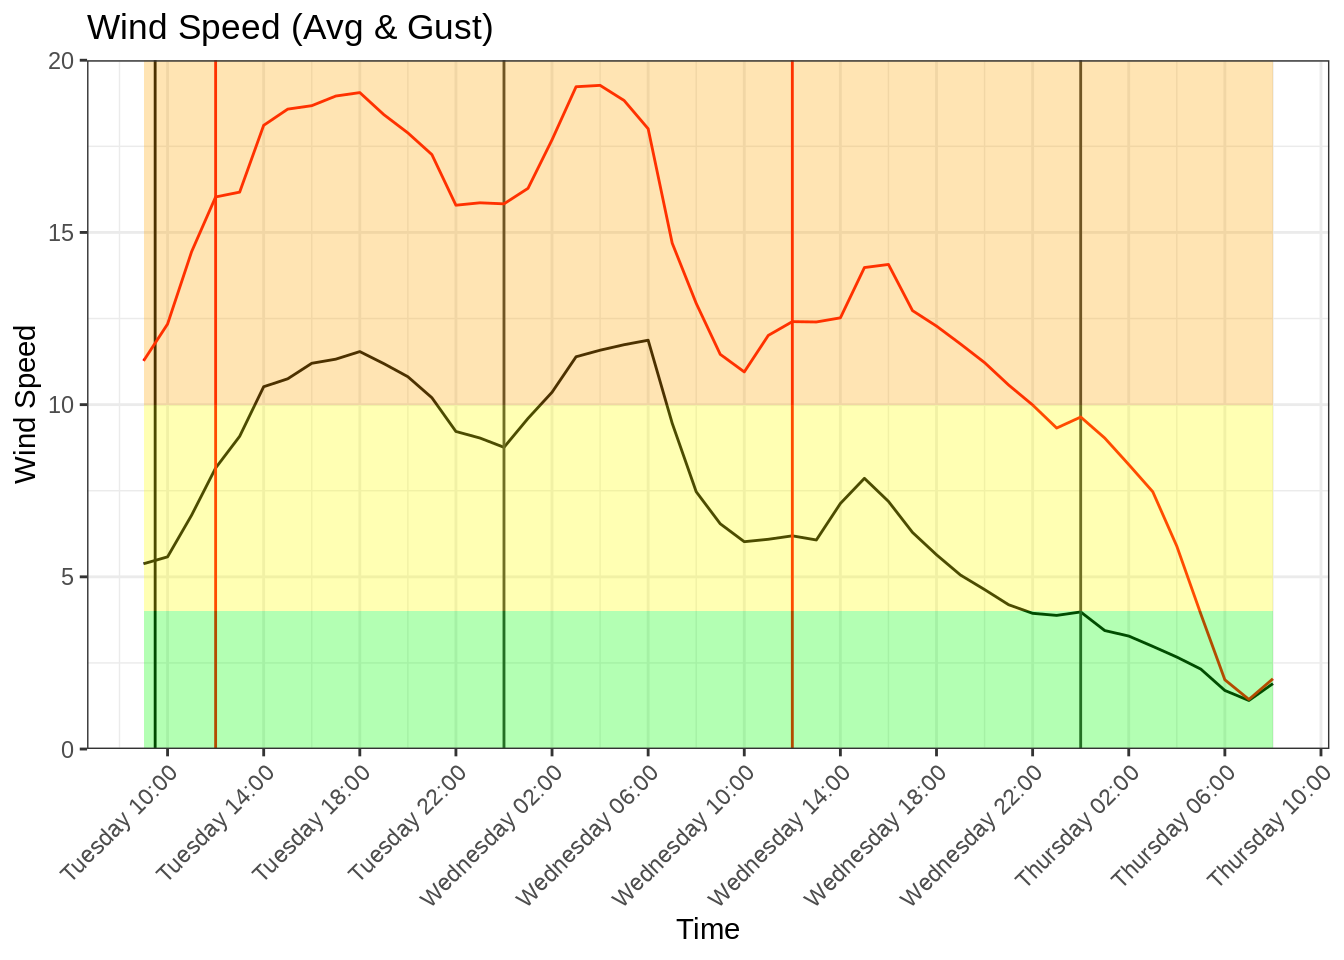 Wind Speed (Avg & Gust)
20
15
10
5
0
Wind Speed
Tuesday 10:00
Tuesday 14:00
Tuesday 18:00
Tuesday 22:00
Wednesday 02:00
Wednesday 06:00
Wednesday 10:00
Wednesday 14:00
Wednesday 18:00
Wednesday 22:00
Thursday 02:00
Thursday 06:00
Thursday 10:00
Time